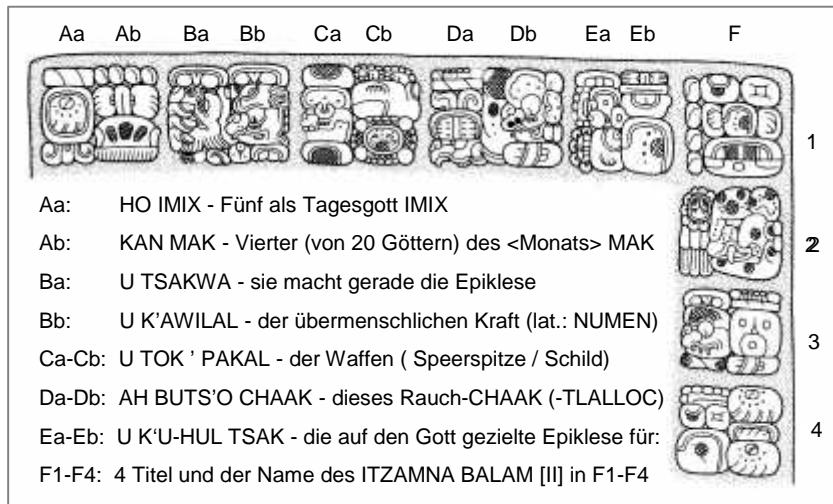 Aa Ab Ba Bb Ca Cb Da Db Ea Eb F
1
Aa: HO IMIX - Fünf als Tagesgott IMIX
Ab: KAN MAK - Vierter (von 20 Göttern) des <Monats> MAK
2
Ba: U TSAKWA - sie macht gerade die Epiklese
Bb: U K'AWILAL - der übermenschlichen Kraft (lat.: NUMEN)
Ca-Cb: U TOK ' PAKAL - der Waffen ( Speerspitze / Schild)
3
Da-Db: AH BUTS'O CHAAK - dieses Rauch-CHAAK (-TLALLOC)
Ea-Eb: U K‘U-HUL TSAK - die auf den Gott gezielte Epiklese für:
4
F1-F4: 4 Titel und der Name des ITZAMNA BALAM [II] in F1-F4